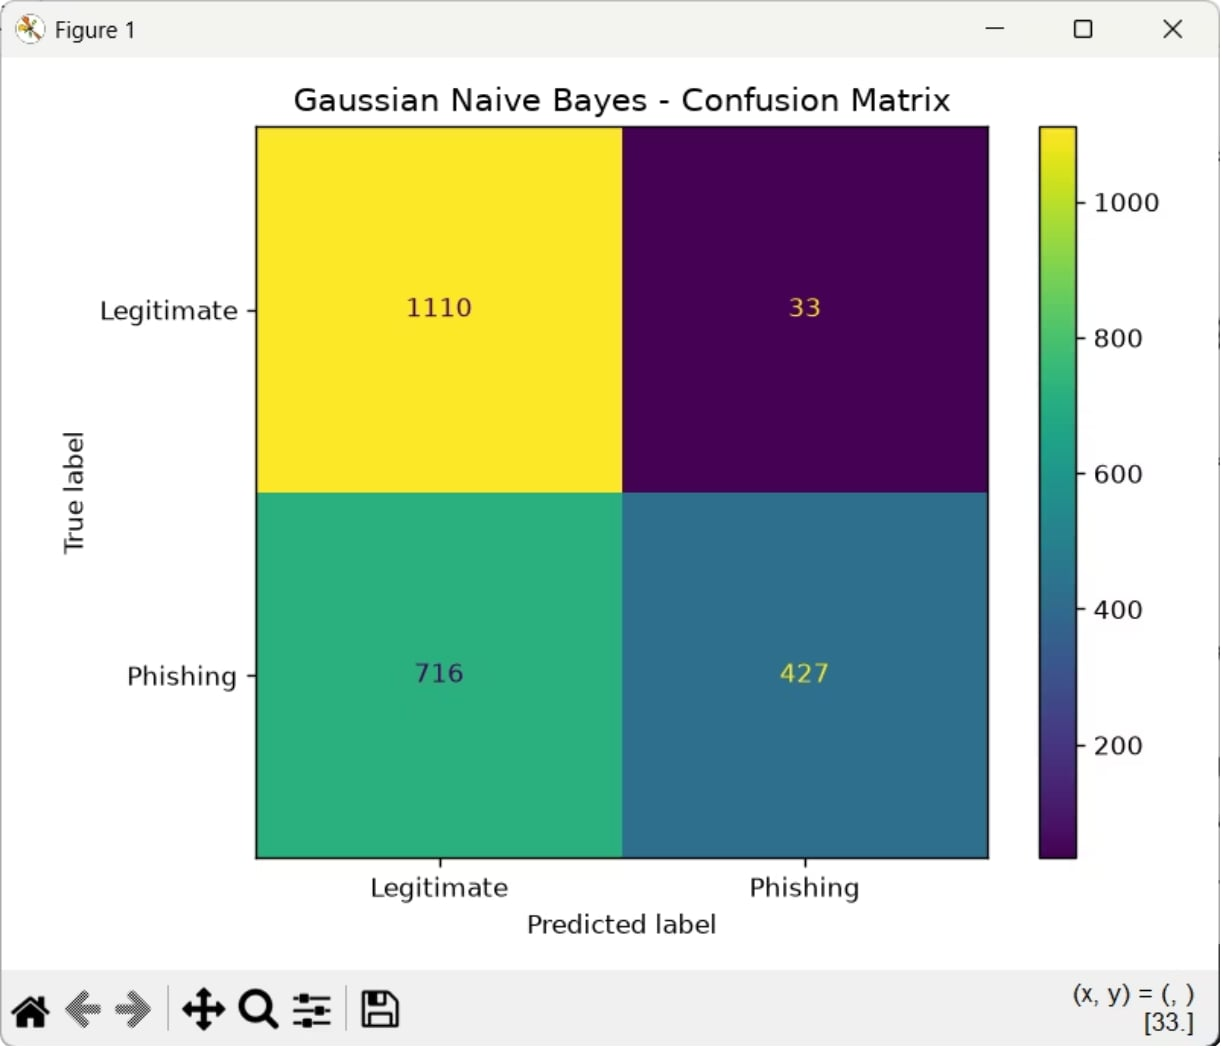 Figure 1
Gaussian Naive Bayes - Confusion Matrix
1110
33
716
427
Legitimate
Phishing
True label
Legitimate
Phishing
Predicted label
1000
800
600
400
200
(x, y) = (, )
[33.]